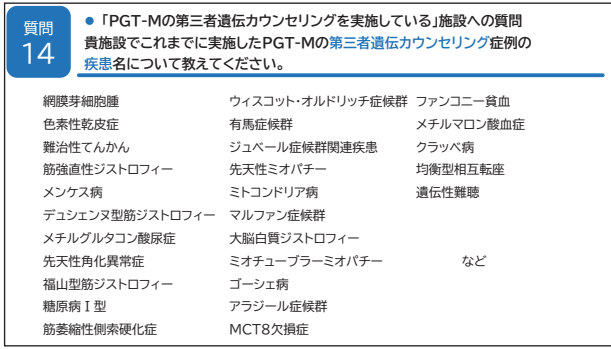 質問
14
● 「PGT-Mの第三者遺伝カウンセリングを実施している」施設への質問
貴施設でこれまでに実施したPGT-Mの第三者遺伝カウンセリング症例の
疾患名について教えてください。
網膜芽細胞腫
色素性乾皮症
難治性てんかん
筋強直性ジストロフィー
メンケス病
デュシェンヌ型筋ジストロフィー
メチルグルタコン酸尿症
先天性角化異常症
福山型筋ジストロフィー
糖原病Ⅰ型
筋萎縮性側索硬化症
ウィスコット・オルドリッチ症候群
有馬症候群
ジュベール症候群関連疾患
先天性ミオパチー
ミトコンドリア病
マルファン症候群
大脳白質ジストロフィー
ミオチューブラーミオパチー
ゴーシェ病
アラジール症候群
MCT8欠損症
ファンコニー貧血
メチルマロン酸血症
クラッベ病
均衡型相互転座
遺伝性難聴
など